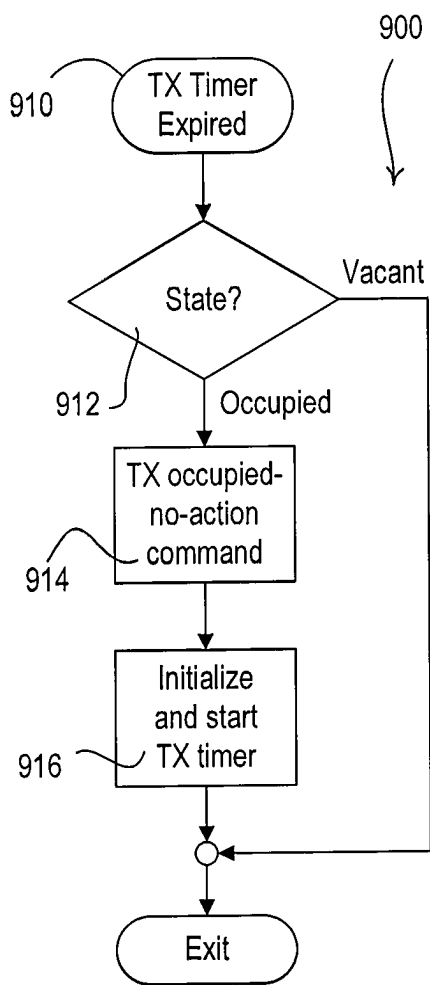 900
910
TX Timer
Expired
State?
Vacant
912
Occupied
TX occupied-
no-action
command
914
Initialize
and start
TX timer
916
Exit